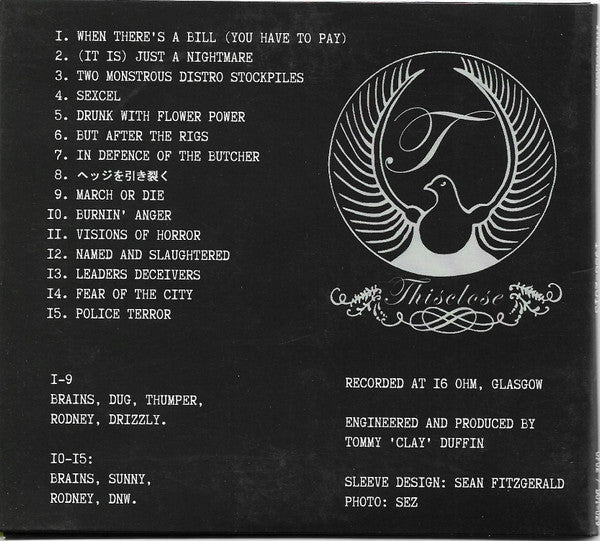 I. WHEN THERE'S A BILL (YOU HAVE TO PAY)
2. (IT IS) JUST A NIGHTMARE
3. TWO MONSTROUS DISTRO STOCKPILES
4. SEXCEL
5. DRUNK WITH FLOWER POWER
6. BUT AFTER THE RIGS
7. IN DEFENCE OF THE BUTCHER
8. ヘッジを引き裂く
9. MARCH OR DIE
IO. BURNIN' ANGER
II. VISIONS OF HORROR
I2. NAMED AND SLAUGHTERED
I3. LEADERS DECEIVERS
I4. FEAR OF THE CITY
I5. POLICE TERROR
T
Thisclose
I-9
BRAINS, DUG, THUMPER,
RODNEY, DRIZZLY.
IO-I5:
BRAINS, SUNNY,
RODNEY, DNW.
RECORDED AT I6 OHM, GLASGOW
ENGINEERED AND PRODUCED BY
TOMMY 'CLAY' DUFFIN
SLEEVE DESIGN: SEAN FITZGERALD
PHOTO: SEZ